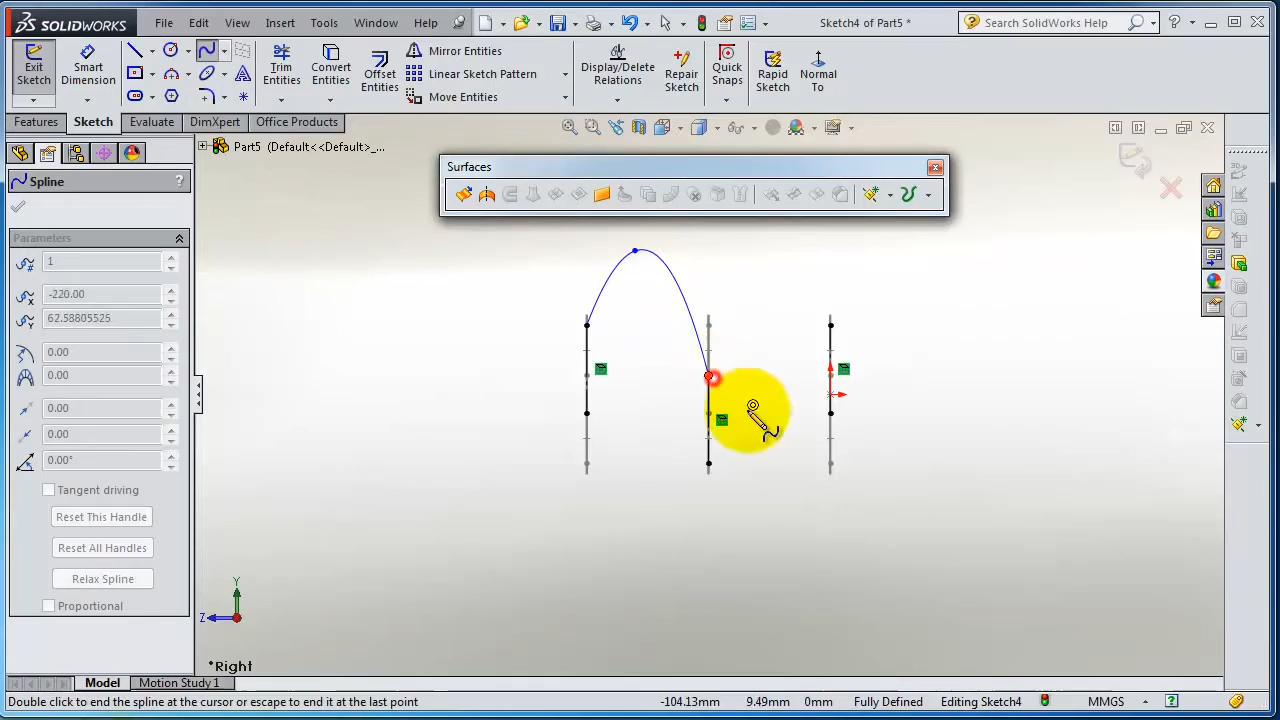 SOLIDWORKS File Edit View Insert Tools Window Help Sketch4 of Part5 * Search SolidWorks Help
Exit Sketch
Smart Dimension
Trim Entities
Convert Entities
Offset Entities
Mirror Entities
Linear Sketch Pattern
Move Entities
Display/Delete Relations
Repair Sketch
Quick Snaps
Rapid Sketch
Normal To
Features Sketch Evaluate DimXpert Office Products
Part5 (Default<<Default>_...
Surfaces
Spline ?
Parameters
1
-220.00
62.58805525
0.00
0.00
0.00
0.00
0.00°
Tangent driving
Reset This Handle
Reset All Handles
Relax Spline
Proportional
Y
Z
*Right
Model Motion Study 1
Double click to end the spline at the cursor or escape to end it at the last point -104.13mm 9.49mm 0mm Fully Defined Editing Sketch4 MMGS ?